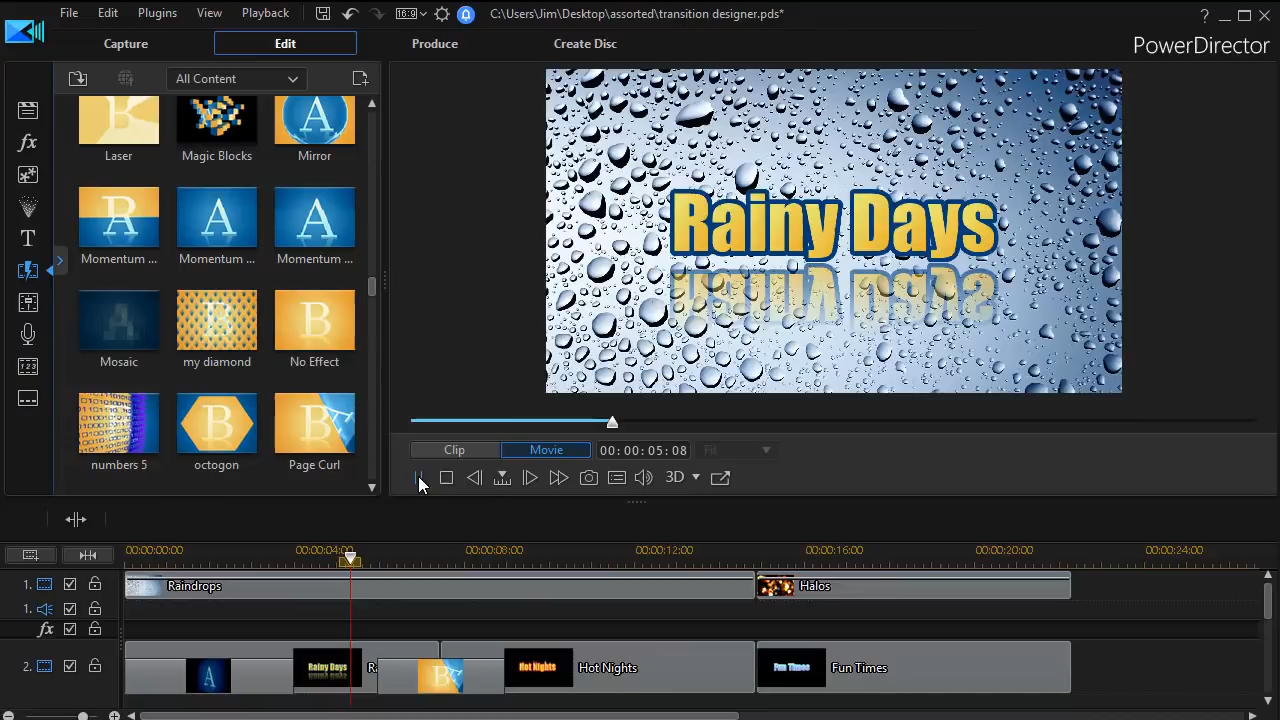 File Edit Plugins View Playback 16:9 C:\Users\Jim\Desktop\assorted\transition designer.pds* ?
Capture Edit Produce Create Disc
PowerDirector
All Content
fx
T
B
A
Laser Magic Blocks Mirror
R A A
Momentum ... Momentum ... Momentum ...
A B B
Mosaic my diamond No Effect
B B
numbers 5 octogon Page Curl
Rainy Days
Clip Movie 00:00:05:08 Fit
3D
00:00:00:00 00:00:04:00 00:00:08:00 00:00:12:00 00:00:16:00 00:00:20:00 00:00:24:00
1. Raindrops Halos
1.
fx
2. A Rainy Days Ra B Hot Nights Hot Nights Fun Times Fun Times